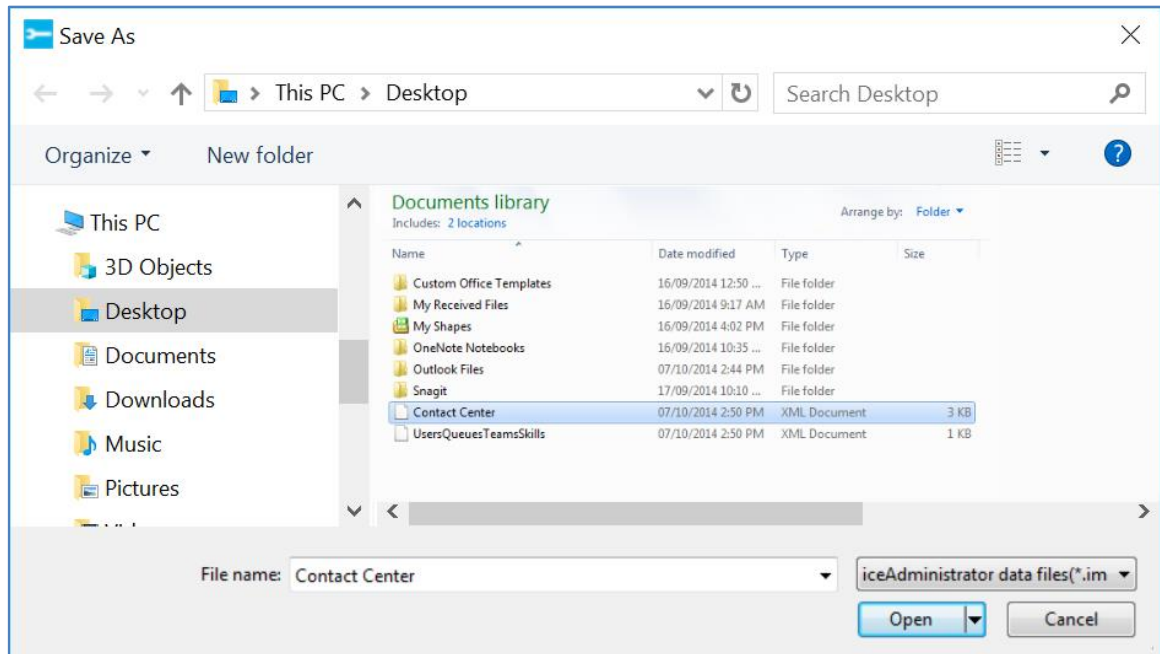 Save As
This PC > Desktop
Search Desktop
Organize
New folder
This PC
3D Objects
Desktop
Documents
Downloads
Music
Pictures
Documents library
Includes: 2 locations
Arrange by: Folder
Name Date modified Type Size
Custom Office Templates 16/09/2014 12:50 ... File folder
My Received Files 16/09/2014 9:17 AM File folder
My Shapes 16/09/2014 4:02 PM File folder
OneNote Notebooks 16/09/2014 10:35 ... File folder
Outlook Files 07/10/2014 2:44 PM File folder
Snagit 17/09/2014 10:10 ... File folder
Contact Center 07/10/2014 2:50 PM XML Document 3 KB
UsersQueuesTeamsSkills 07/10/2014 2:50 PM XML Document 1 KB
File name: Contact Center
iceAdministrator data files(*.im
Open
Cancel